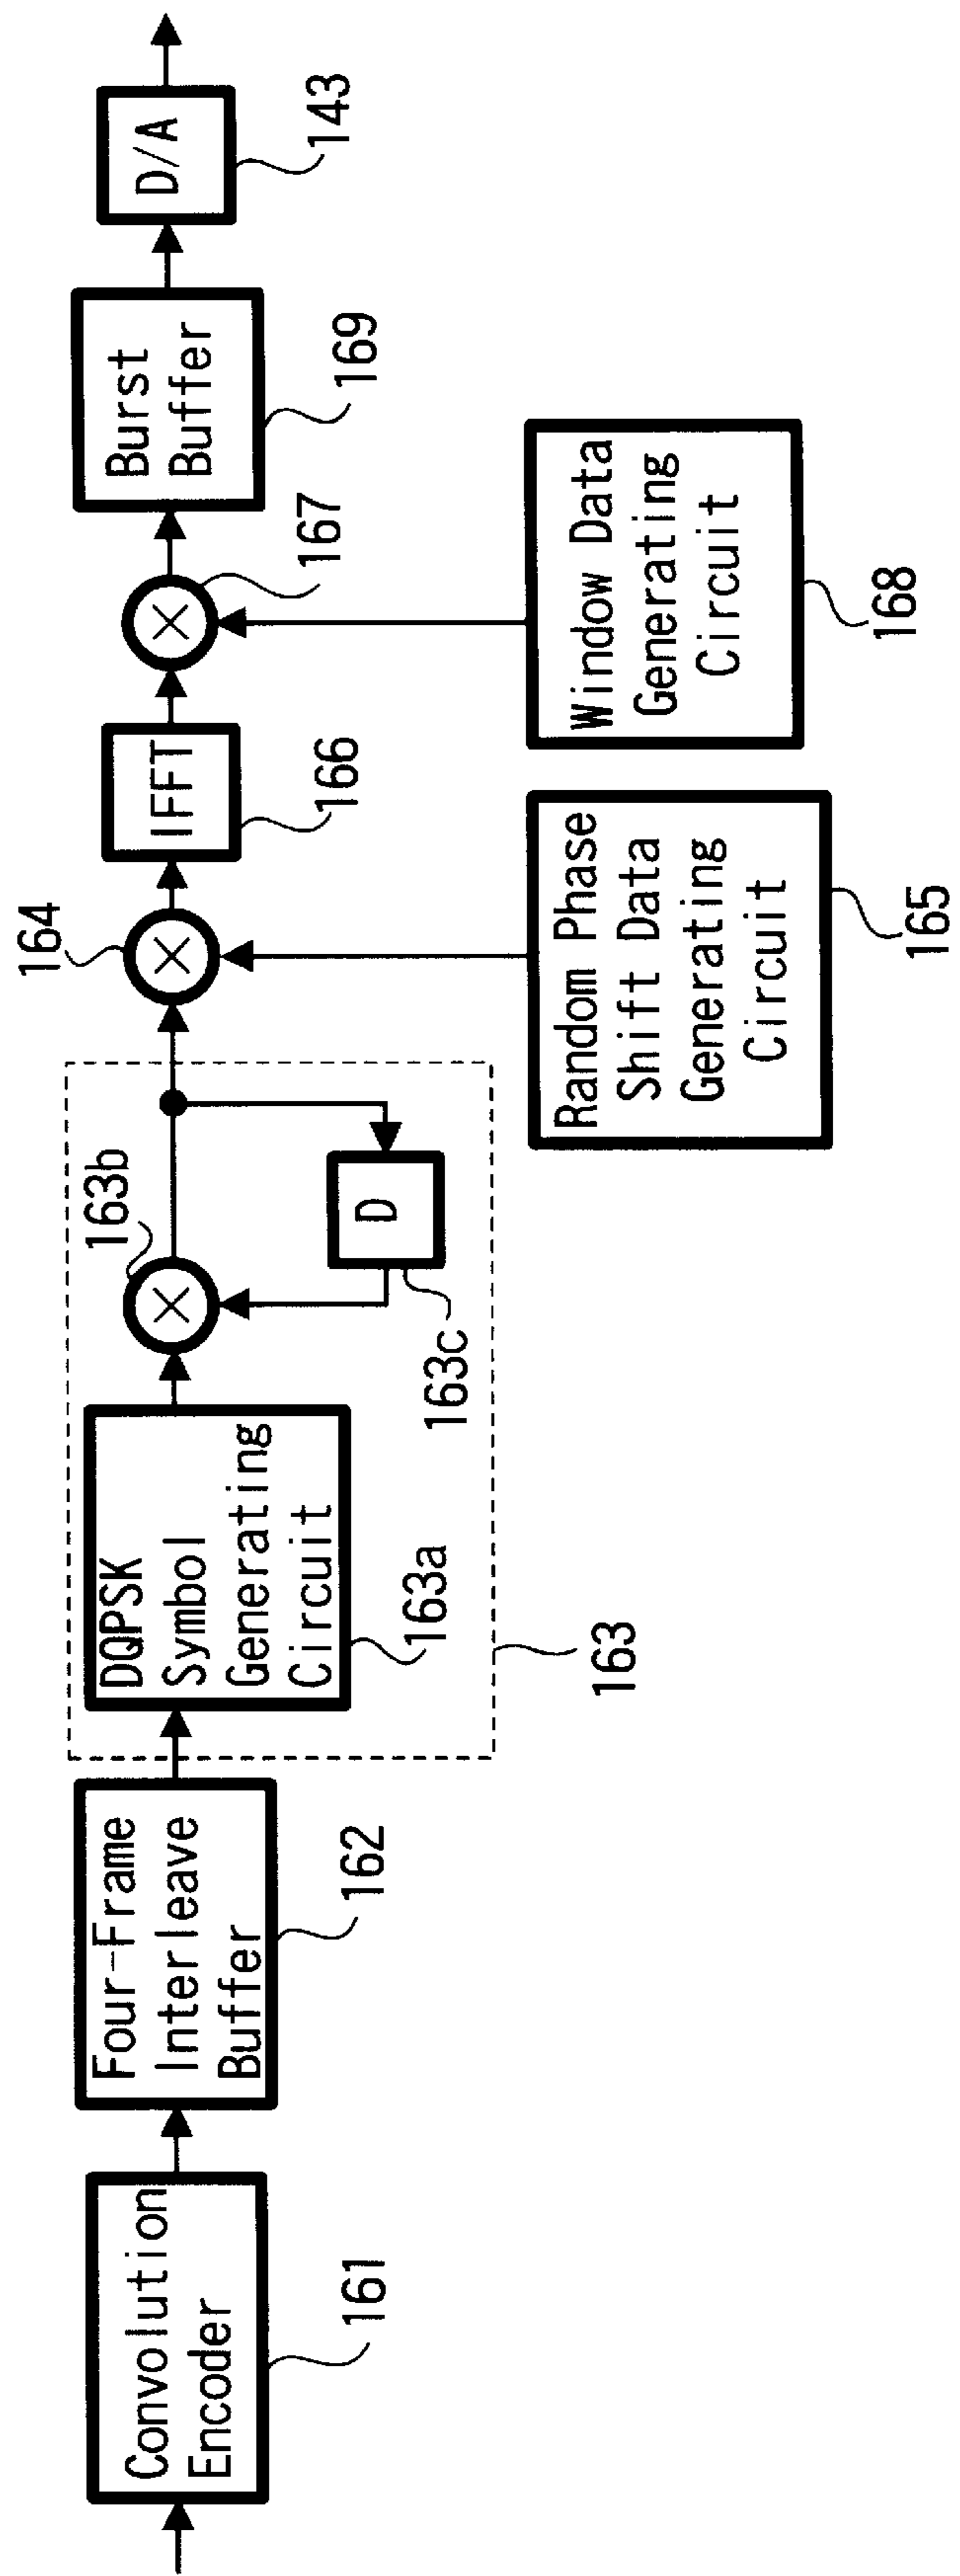 Convolution
Encoder
161
Four-Frame
Interleave
Buffer
162
DQPSK
Symbol
Generating
Circuit
163a
163b
×
D
163c
163
164
×
Random Phase
Shift Data
Generating
Circuit
165
IFFT
166
×
167
Window Data
Generating
Circuit
168
Burst
Buffer
169
D/A
143